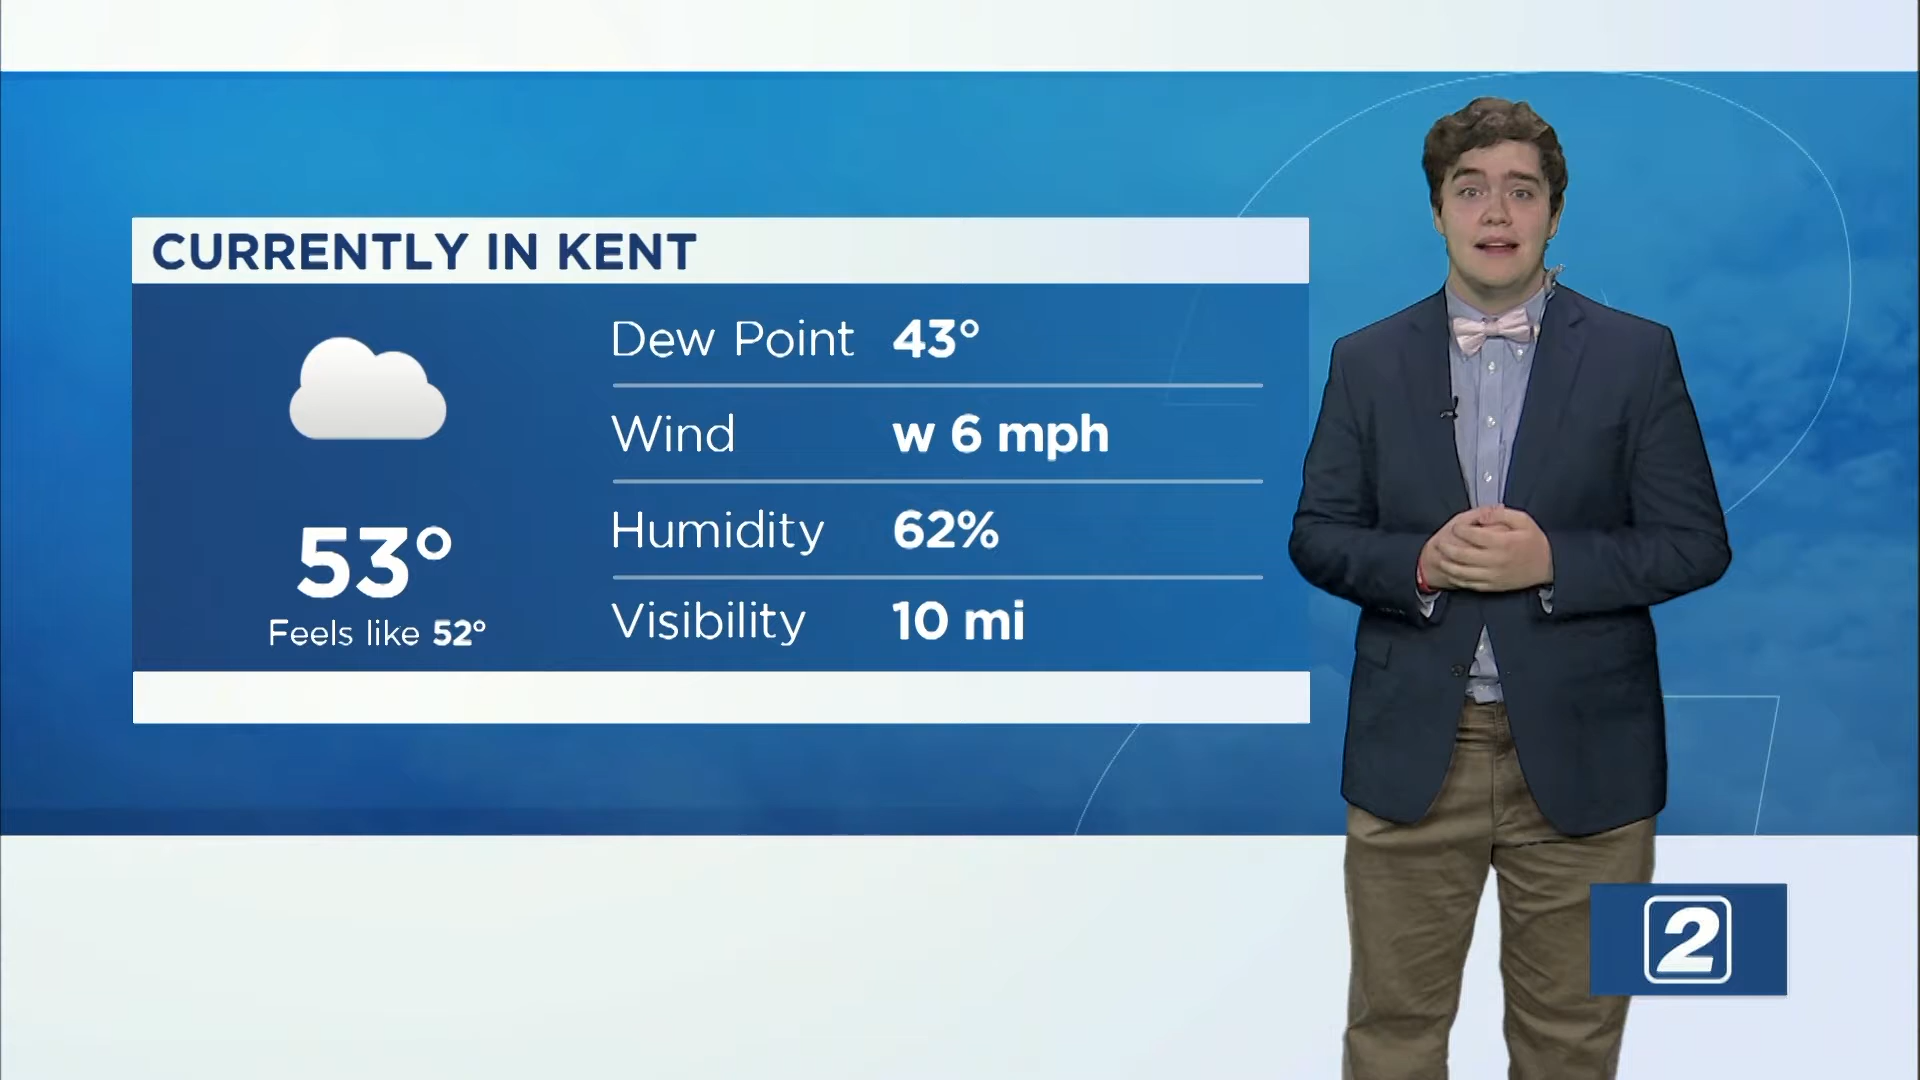 CURRENTLY IN KENT
53°
Feels like 52°
Dew Point 43°
Wind w 6 mph
Humidity 62%
Visibility 10 mi
2